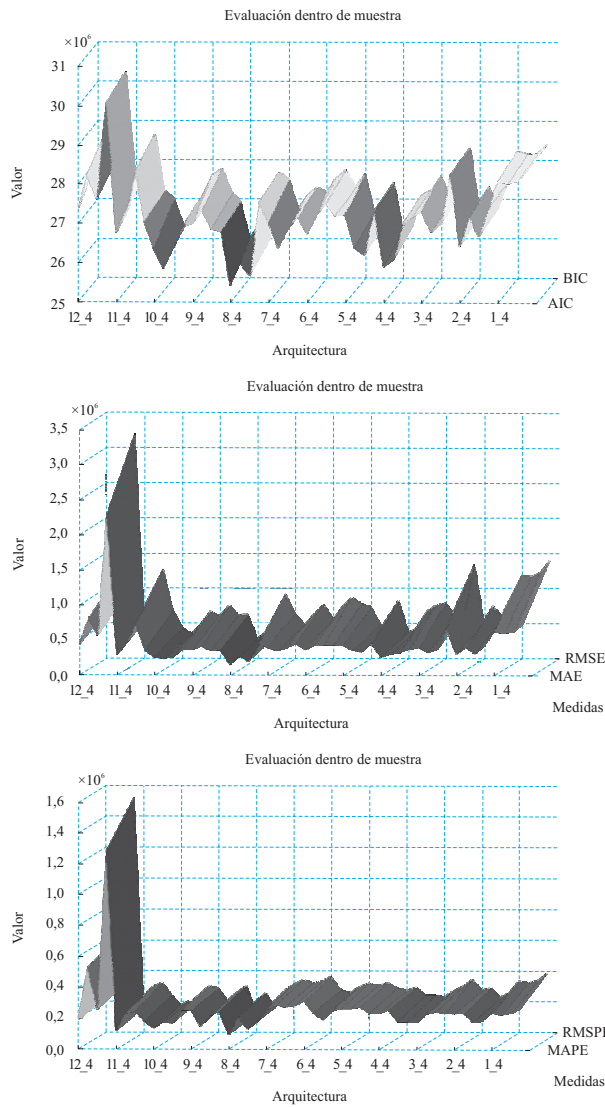 Evaluación dentro de muestra
×10⁶
31
30
29
28
27
26
25
Valor
BIC
AIC
12_4 11_4 10_4 9_4 8_4 7_4 6_4 5_4 4_4 3_4 2_4 1_4
Arquitectura
Evaluación dentro de muestra
×10⁶
3,5
3,0
2,5
2,0
1,5
1,0
0,5
0,0
Valor
RMSE
MAE
12_4 11_4 10_4 9_4 8_4 7_4 6_4 5_4 4_4 3_4 2_4 1_4
Medidas
Arquitectura
Evaluación dentro de muestra
×10⁶
1,6
1,4
1,2
1,0
0,8
0,6
0,4
0,2
0,0
Valor
RMSPE
MAPE
12_4 11_4 10_4 9_4 8_4 7_4 6_4 5_4 4_4 3_4 2_4 1_4
Medidas
Arquitectura